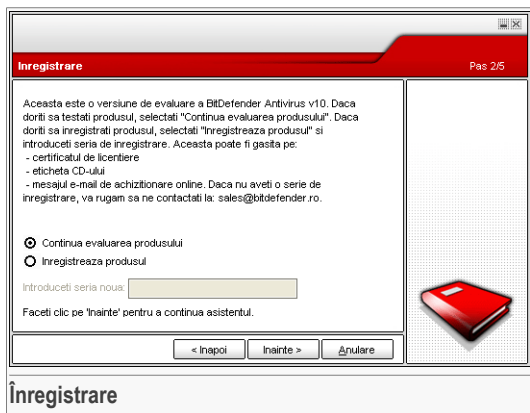 Inregistrare
Pas 2/5
Aceasta este o versiune de evaluare a BitDefender Antivirus v10. Daca
doriti sa testati produsul, selectati "Continua evaluarea produsului". Daca
doriti sa inregistrati produsul, selectati "Inregistreaza produsul" si
introduceti seria de inregistrare. Aceasta poate fi gasita pe:
- certificatul de licentiere
- eticheta CD-ului
- mesajul e-mail de achizitionare online. Daca nu aveti o serie de
inregistrare, va rugam sa ne contactati la: sales@bitdefender.ro.
Continua evaluarea produsului
Inregistreaza produsul
Introduceti seria noua:
Faceti clic pe 'Inainte' pentru a continua asistentul.
< Inapoi
Inainte >
Anulare
Înregistrare